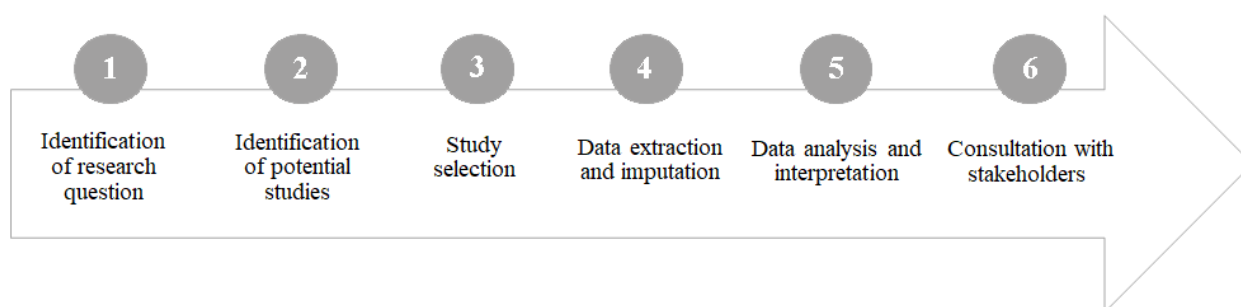 1
Identification
of research
question
2
Identification
of potential
studies
3
Study
selection
4
Data extraction
and imputation
5
Data analysis and
interpretation
6
Consultation with
stakeholders